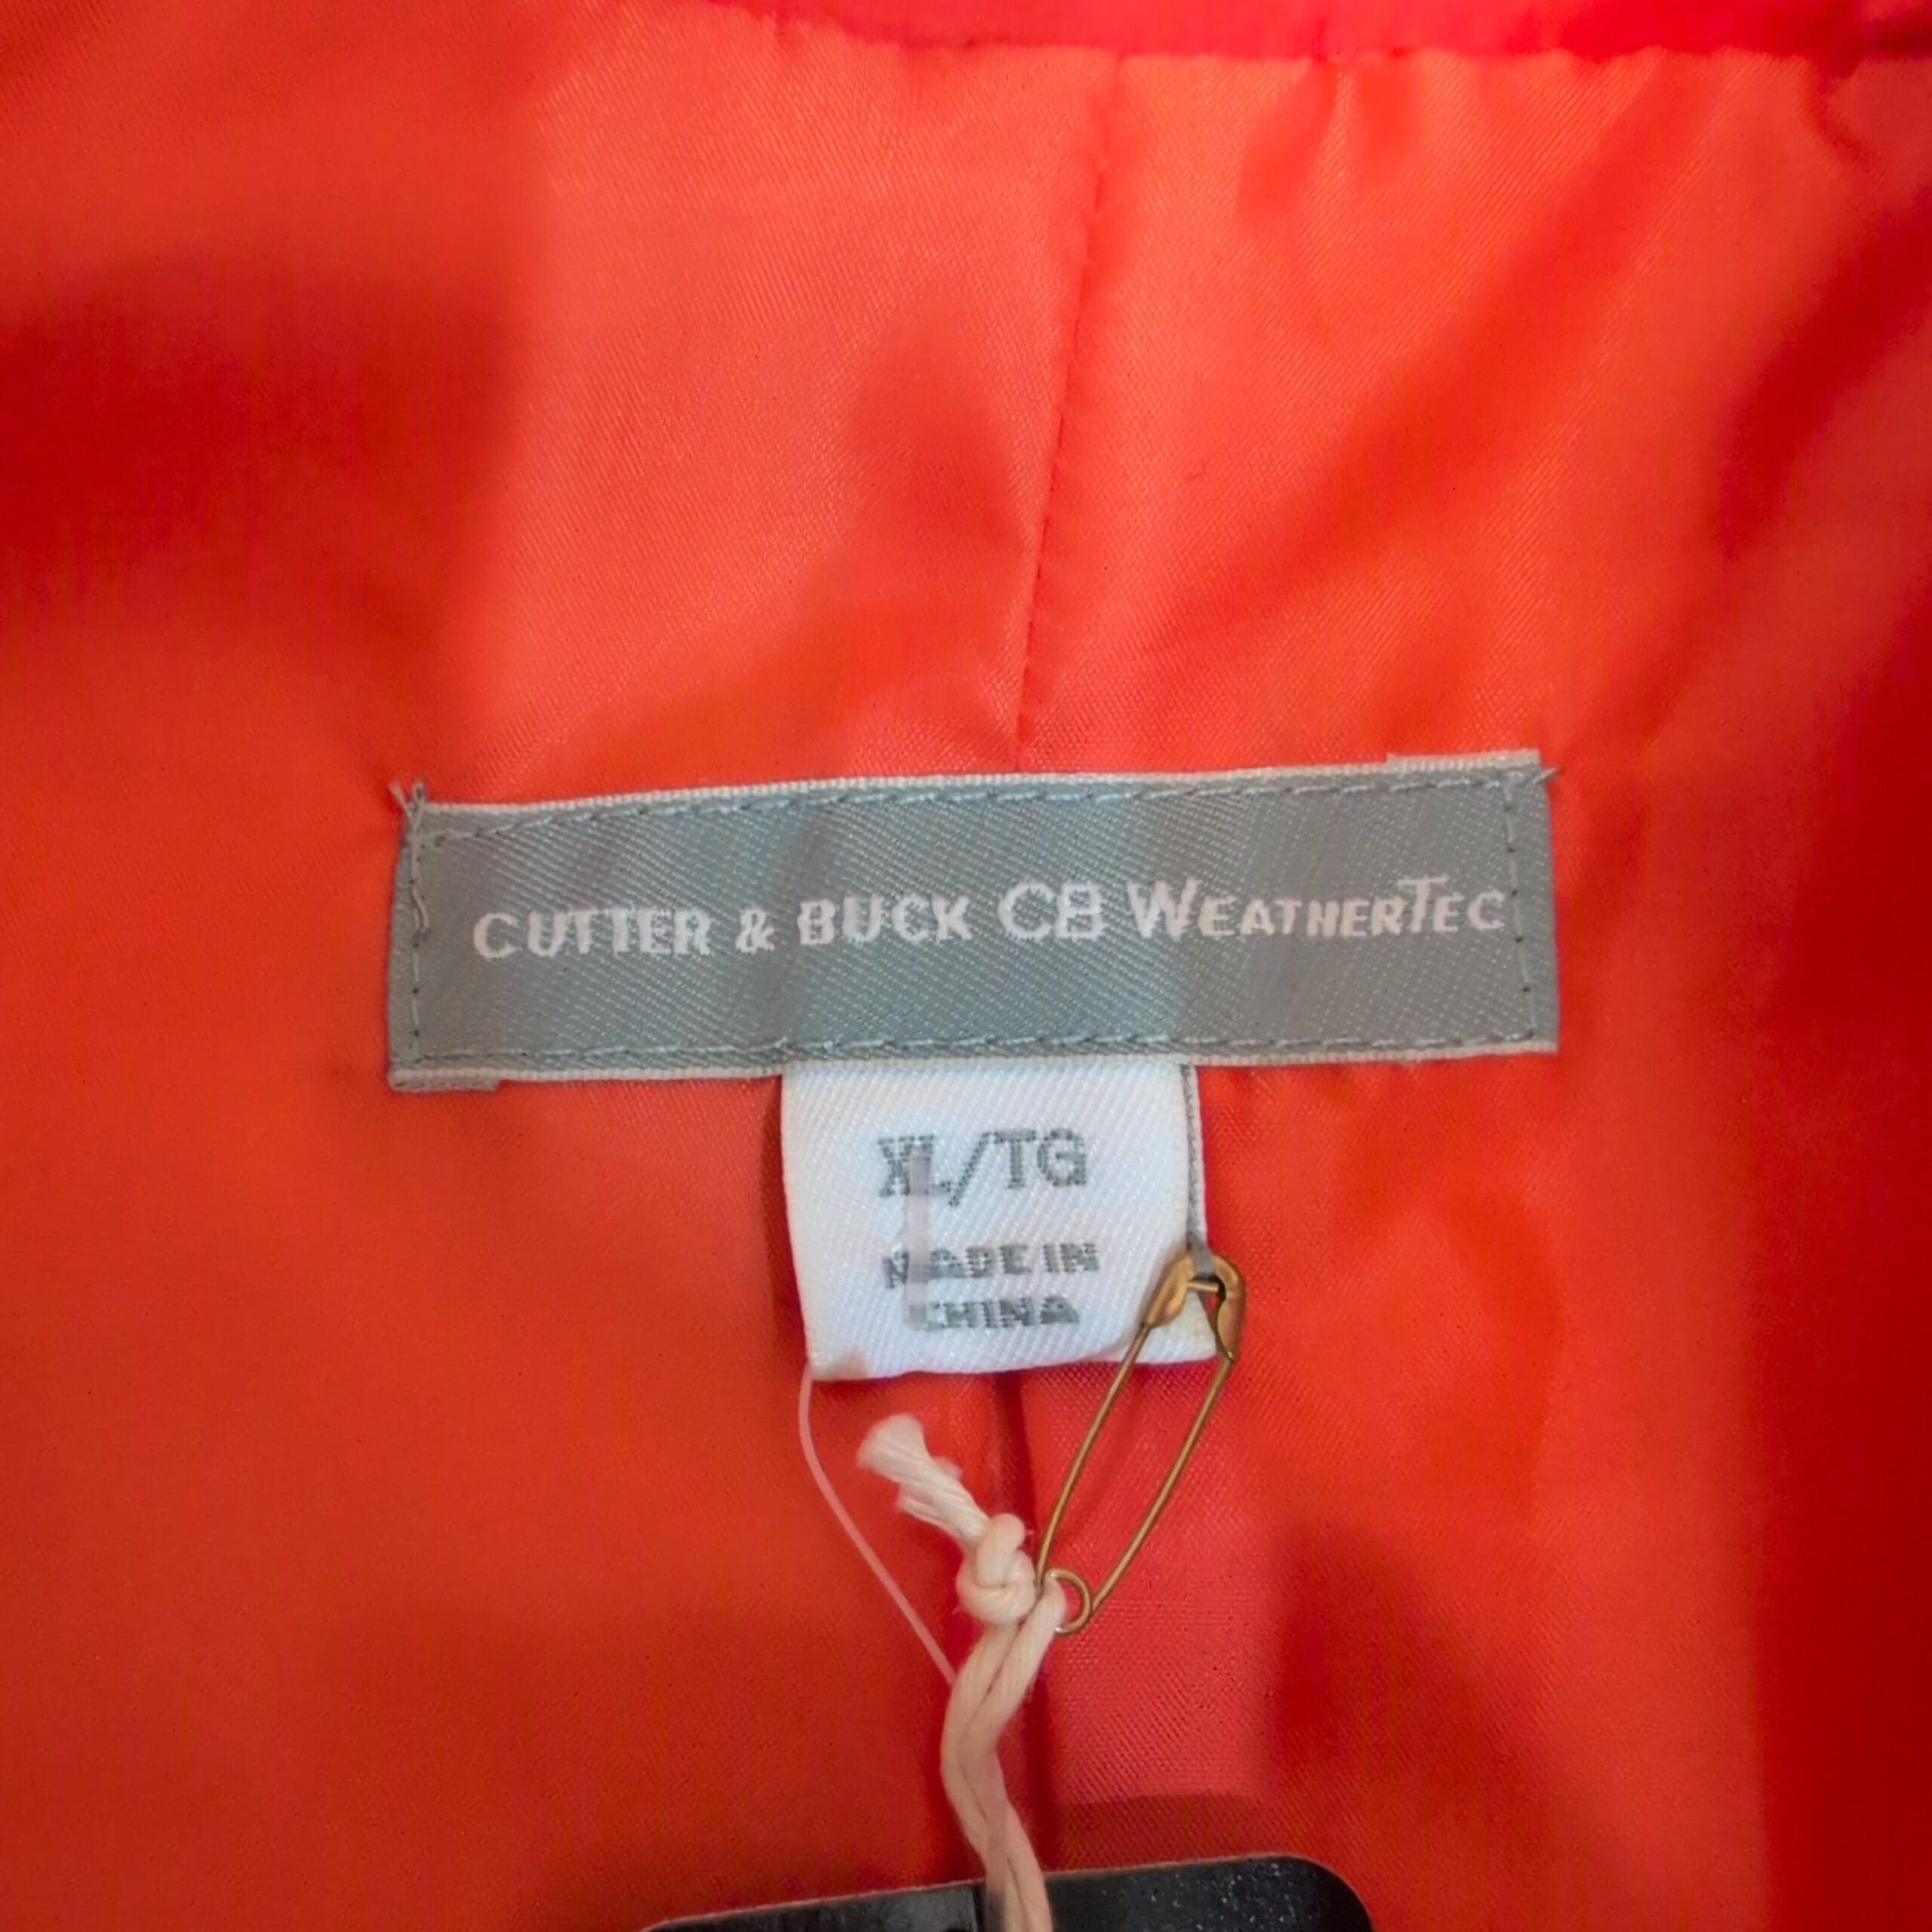 CUTTER & BUCK CB WEATHERTEC
XL/TG
MADE IN
CHINA